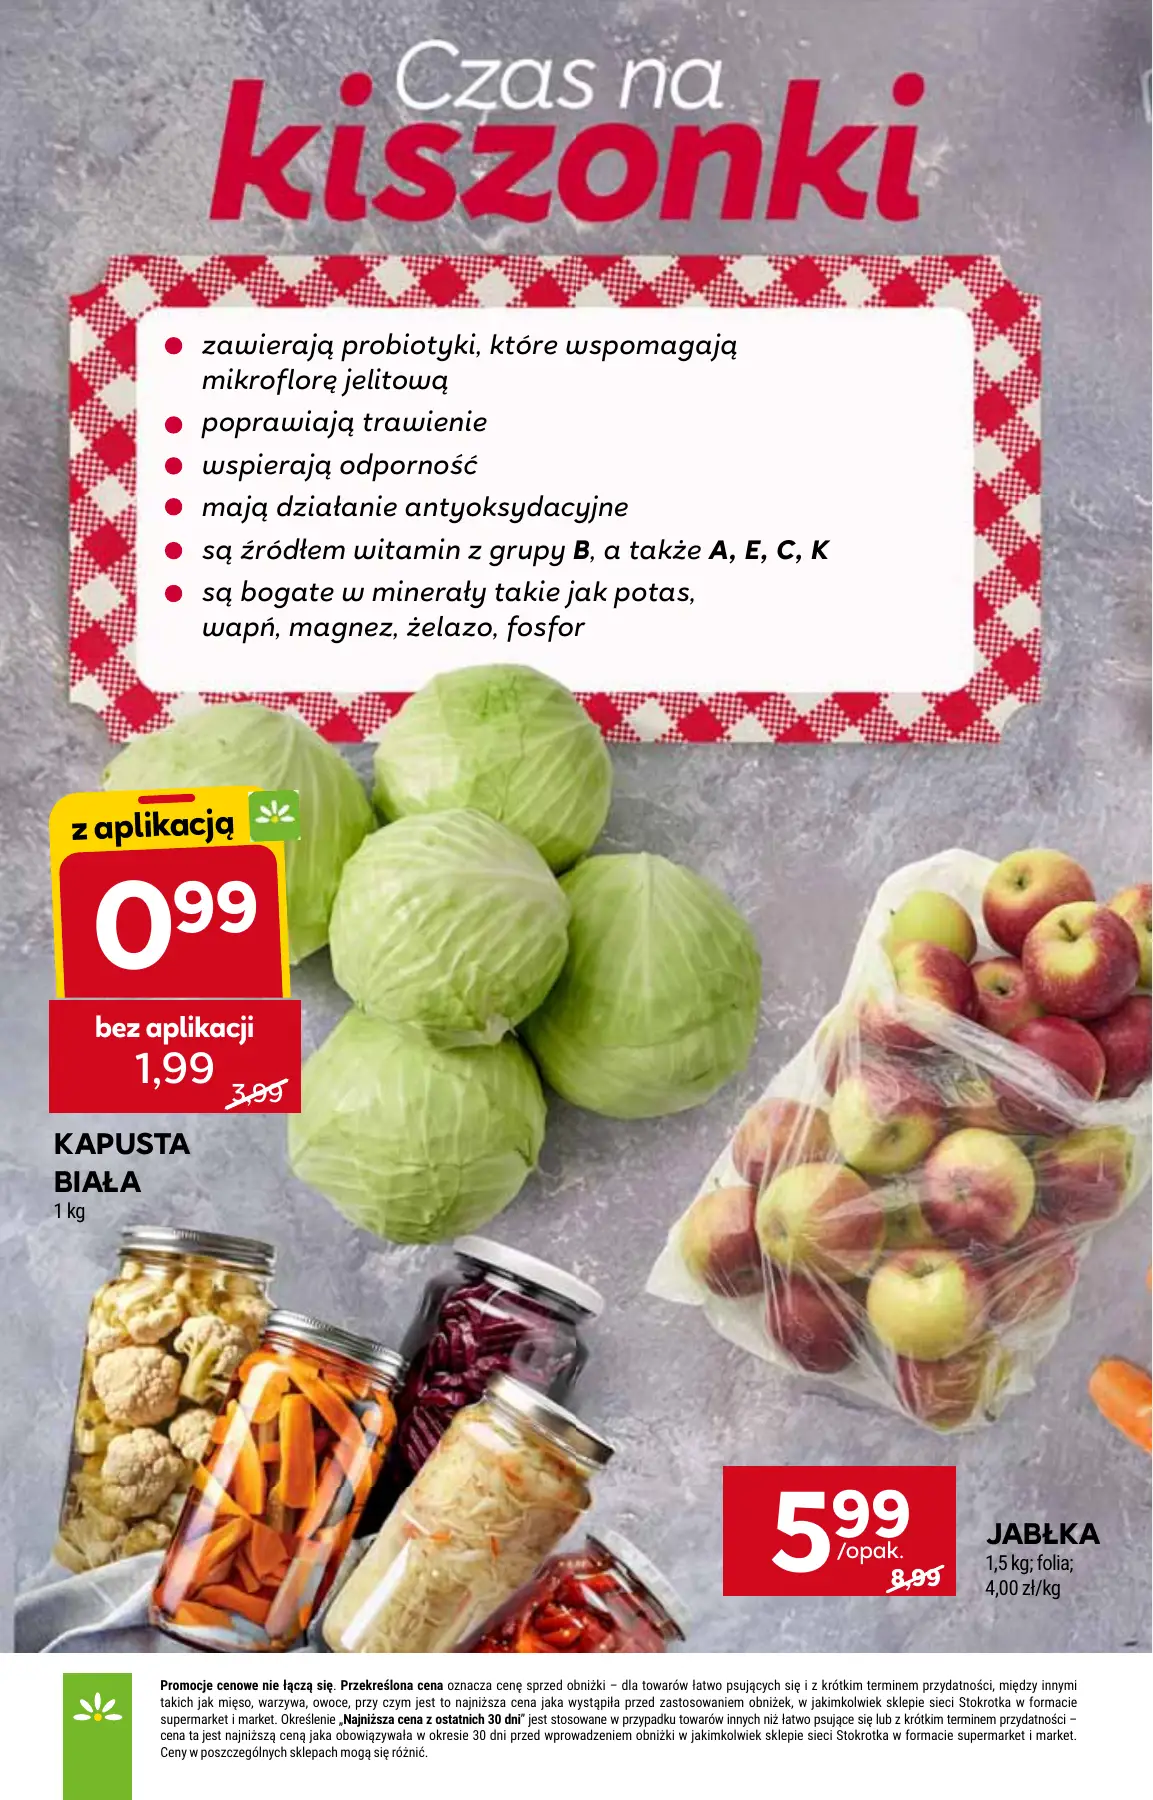 Czas na
kiszonki
zawierają probiotyki, które wspomagają
mikroflorę jelitową
poprawiają trawienie
wspierają odporność
mają działanie antyoksydacyjne
są źródłem witamin z grupy B, a także A, E, C, K
są bogate w minerały takie jak potas,
wapń, magnez, żelazo, fosfor
z aplikacją
0 99
bez aplikacji
1,99
3,99
KAPUSTA
BIAŁA
1 kg
5 99
/opak.
8,99
JABŁKA
1,5 kg; folia;
4,00 zł/kg
Promocje cenowe nie łączą się. Przekreślona cena oznacza cenę sprzed obniżki – dla towarów łatwo psujących się i z krótkim terminem przydatności, między innymi
takich jak mięso, warzywa, owoce, przy czym jest to najniższa cena jaka wystąpiła przed zastosowaniem obniżek, w jakimkolwiek sklepie sieci Stokrotka w formacie
supermarket i market. Określenie „Najniższa cena z ostatnich 30 dni” jest stosowane w przypadku towarów innych niż łatwo psujące się lub z krótkim terminem przydatności –
cena ta jest najniższą ceną jaka obowiązywała w okresie 30 dni przed wprowadzeniem obniżki w jakimkolwiek sklepie sieci Stokrotka w formacie supermarket i market.
Ceny w poszczególnych sklepach mogą się różnić.